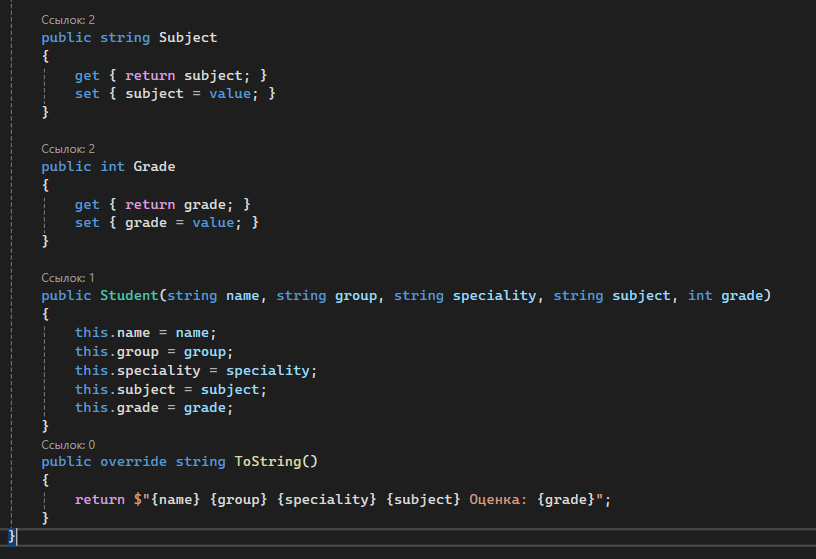 Ссылок: 2
public string Subject
{
get { return subject; }
set { subject = value; }
}
Ссылок: 2
public int Grade
{
get { return grade; }
set { grade = value; }
}
Ссылок: 1
public Student(string name, string group, string speciality, string subject, int grade)
{
this.name = name;
this.group = group;
this.speciality = speciality;
this.subject = subject;
this.grade = grade;
}
Ссылок: 0
public override string ToString()
{
return $"{name} {group} {speciality} {subject} Оценка: {grade}";
}
}